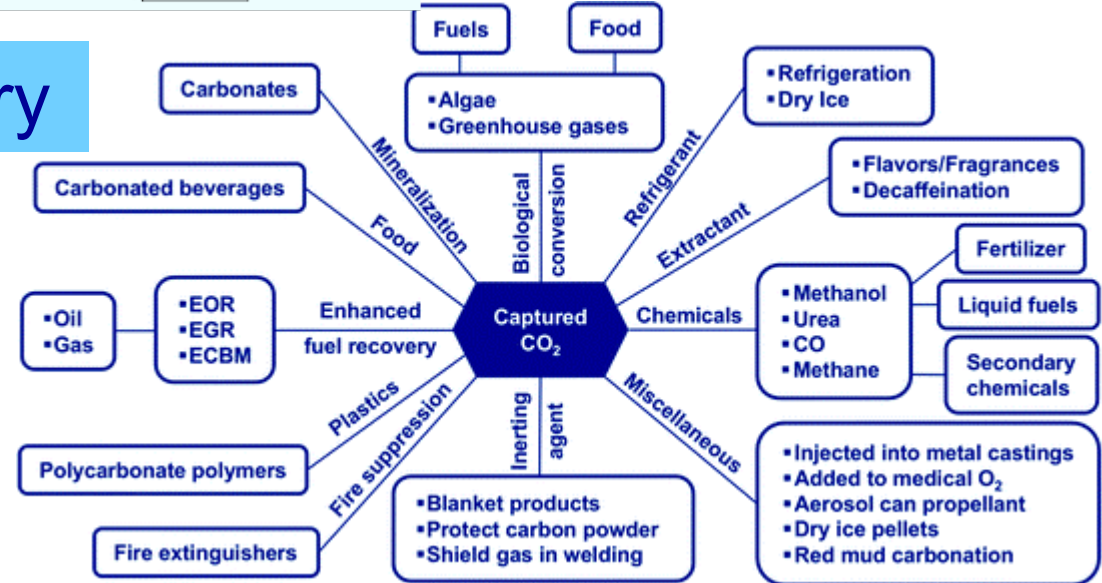 ry
Fuels
Food
▪Algae
▪Greenhouse gases
Biological
conversion
▪Refrigeration
▪Dry Ice
Refrigerant
▪Flavors/Fragrances
▪Decaffeination
Extractant
Captured
CO₂
Chemicals
▪Methanol
▪Urea
▪CO
▪Methane
Fertilizer
Liquid fuels
Secondary
chemicals
Miscellaneous
▪Injected into metal castings
▪Added to medical O₂
▪Aerosol can propellant
▪Dry ice pellets
▪Red mud carbonation
Inerting
agent
▪Blanket products
▪Protect carbon powder
▪Shield gas in welding
Fire suppression
Fire extinguishers
Plastics
Polycarbonate polymers
Enhanced
fuel recovery
▪EOR
▪EGR
▪ECBM
▪Oil
▪Gas
Food
Carbonated beverages
Mineralization
Carbonates